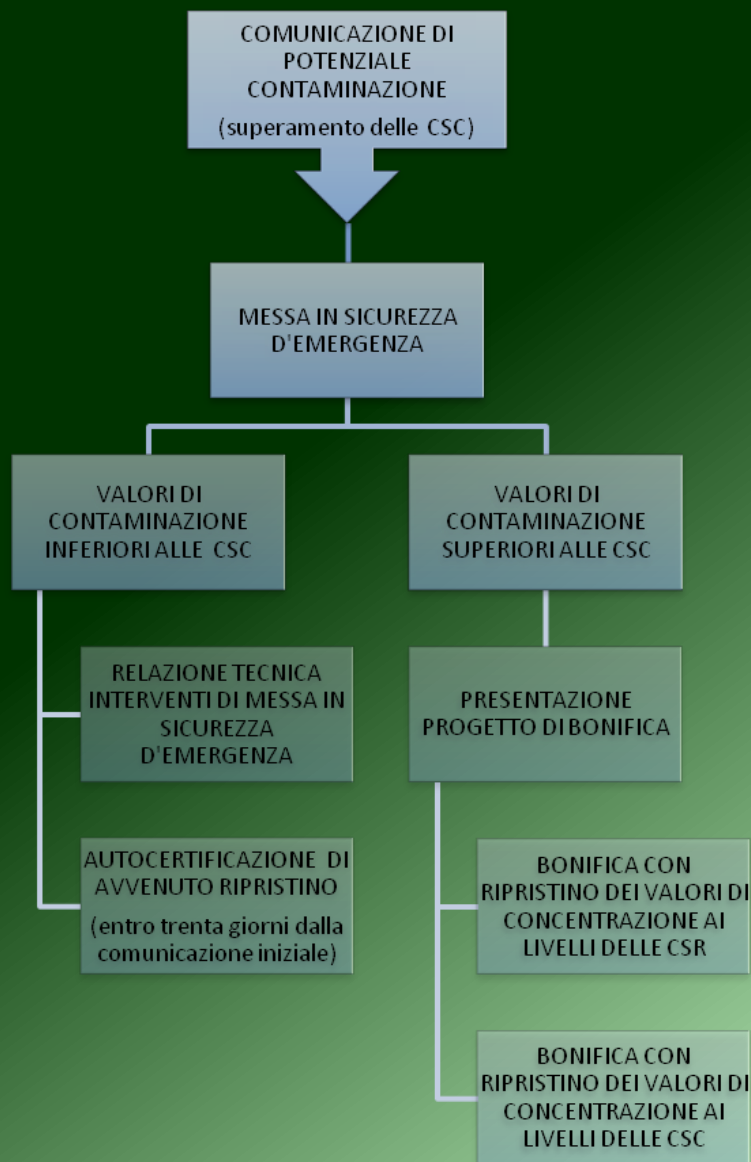 COMUNICAZIONE DI
POTENZIALE
CONTAMINAZIONE
(superamento delle CSC)
MESSA IN SICUREZZA
D'EMERGENZA
VALORI DI
CONTAMINAZIONE
INFERIORI ALLE CSC
RELAZIONE TECNICA
INTERVENTI DI MESSA IN
SICUREZZA
D'EMERGENZA
AUTOCERTIFICAZIONE DI
AVVENUTO RIPRISTINO
(entro trenta giorni dalla
comunicazione iniziale)
VALORI DI
CONTAMINAZIONE
SUPERIORI ALLE CSC
PRESENTAZIONE
PROGETTO DI BONIFICA
BONIFICA CON
RIPRISTINO DEI VALORI DI
CONCENTRAZIONE AI
LIVELLI DELLE CSR
BONIFICA CON
RIPRISTINO DEI VALORI DI
CONCENTRAZIONE AI
LIVELLI DELLE CSC